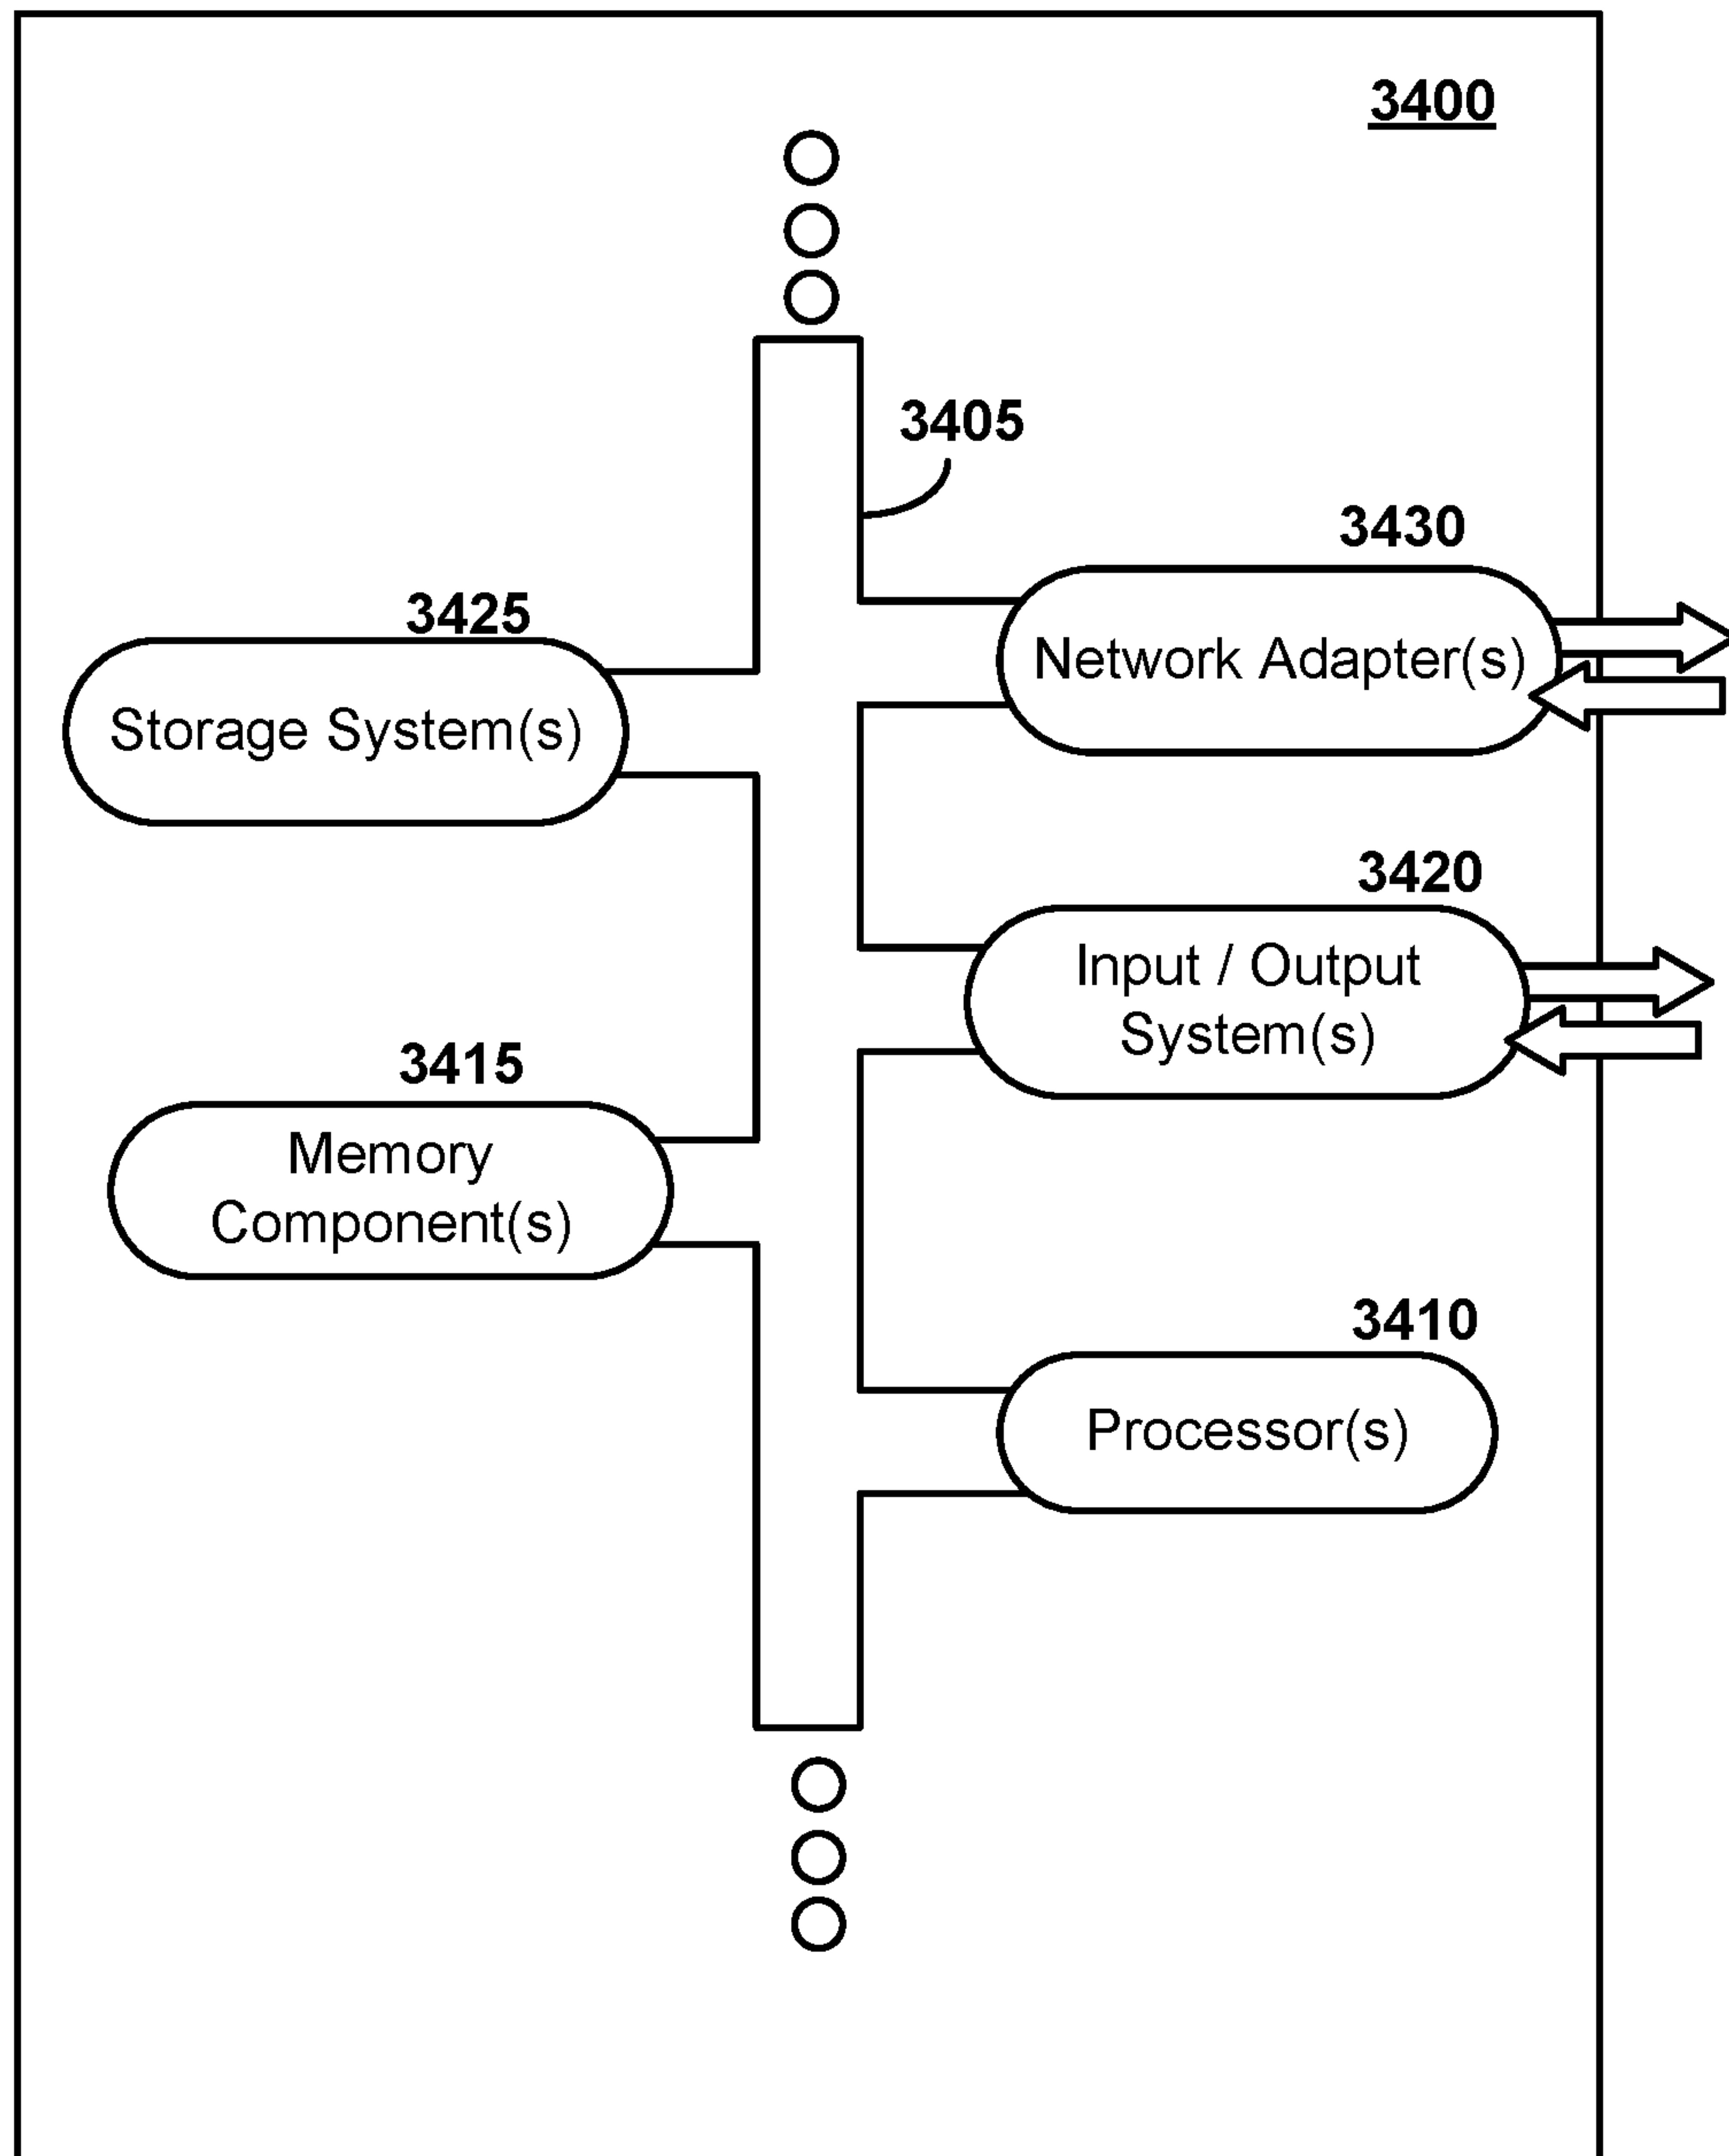 3400
3405
3430
Network Adapter(s)
3425
Storage System(s)
3420
Input / Output
System(s)
3415
Memory
Component(s)
3410
Processor(s)